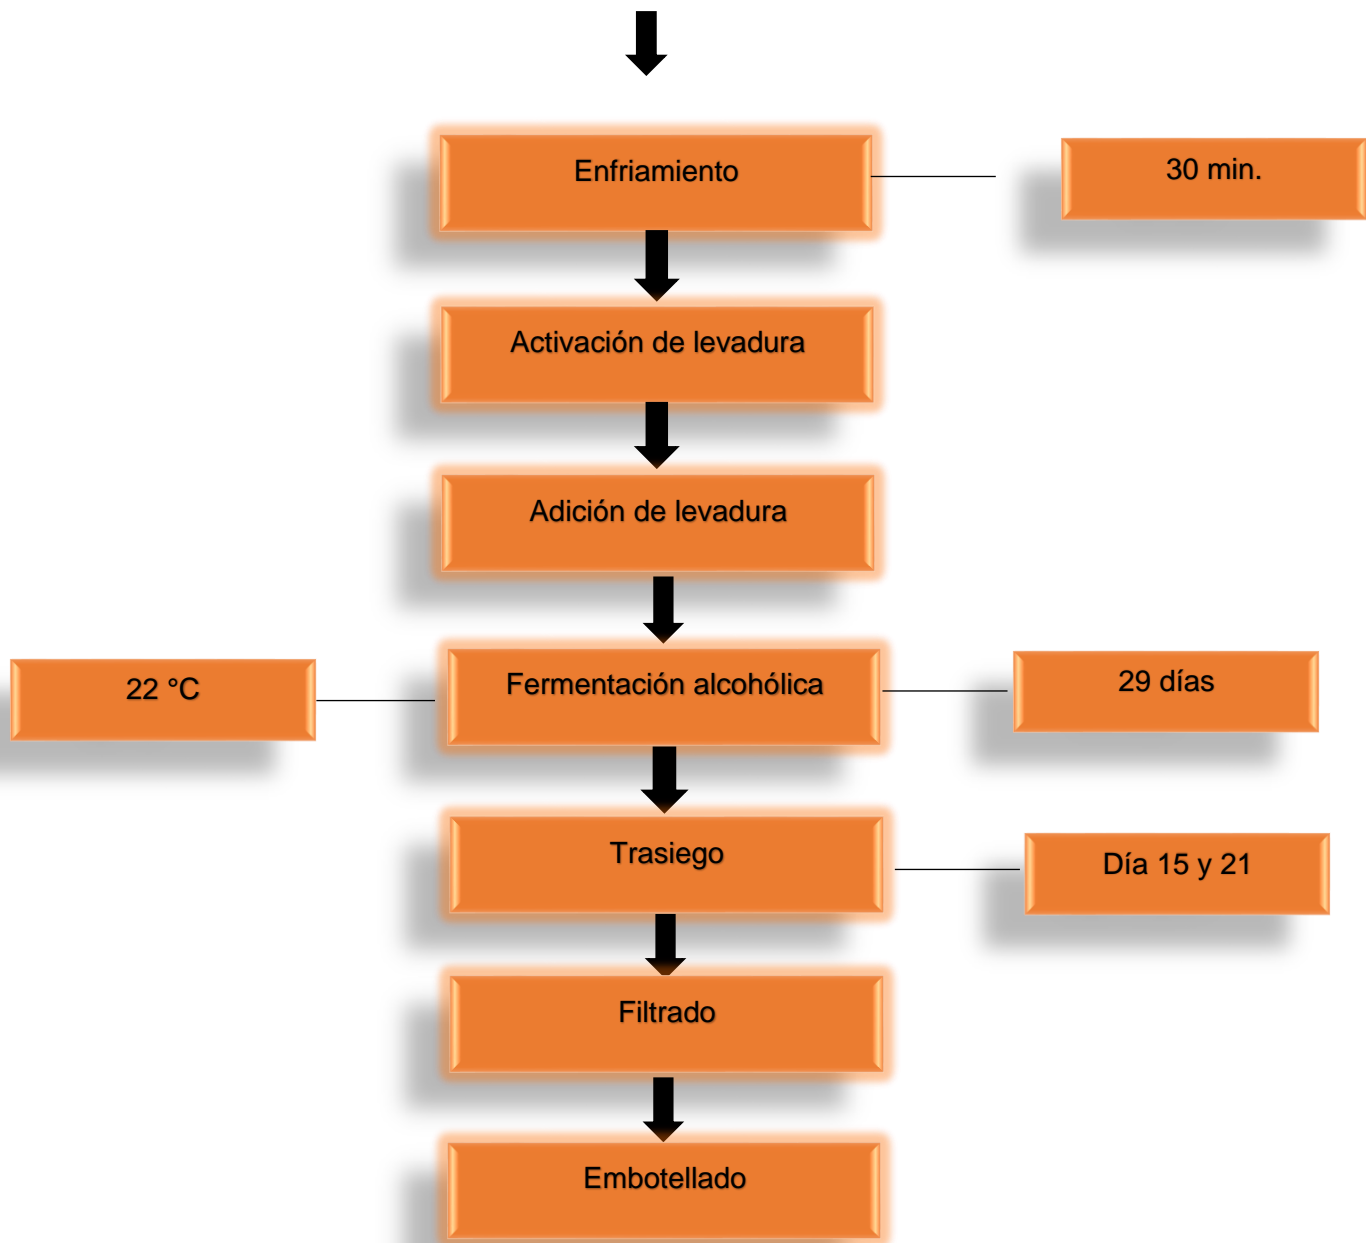 Enfriamiento
30 min.
Activación de levadura
Adición de levadura
22 °C
Fermentación alcohólica
29 días
Trasiego
Día 15 y 21
Filtrado
Embotellado